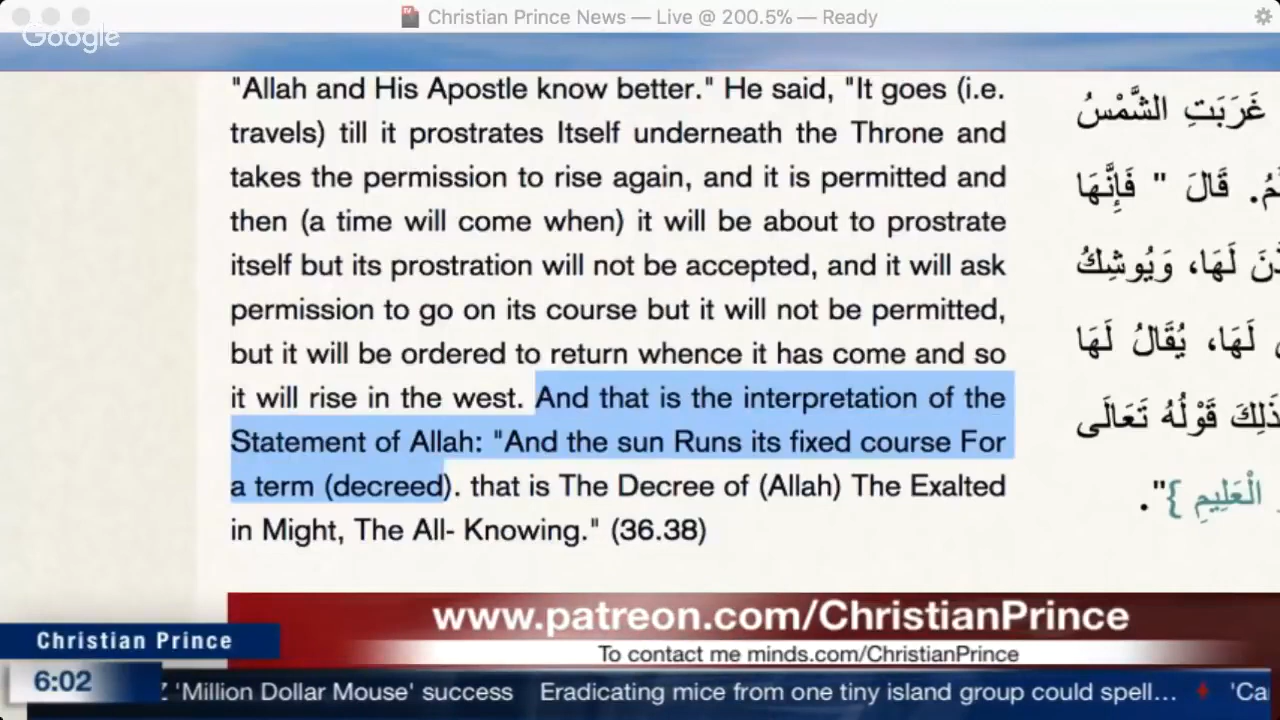 Christian Prince News — Live @ 200.5% — Ready
Google
"Allah and His Apostle know better." He said, "It goes (i.e.
travels) till it prostrates Itself underneath the Throne and
takes the permission to rise again, and it is permitted and
then (a time will come when) it will be about to prostrate
itself but its prostration will not be accepted, and it will ask
permission to go on its course but it will not be permitted,
but it will be ordered to return whence it has come and so
it will rise in the west. And that is the interpretation of the
Statement of Allah: "And the sun Runs its fixed course For
a term (decreed). that is The Decree of (Allah) The Exalted
in Might, The All- Knowing." (36.38)
غَرَبَتِ الشَّمْسُ
قَالَ " فَإِنَّهَا
لَهَا، وَيُوشِكُ
لَهَا، يُقَالُ لَهَا
قَوْلُهُ تَعَالَى
الْعَلِيمِ }".
www.patreon.com/ChristianPrince
To contact me minds.com/ChristianPrince
Christian Prince
6:02
'Million Dollar Mouse' success Eradicating mice from one tiny island group could spell...